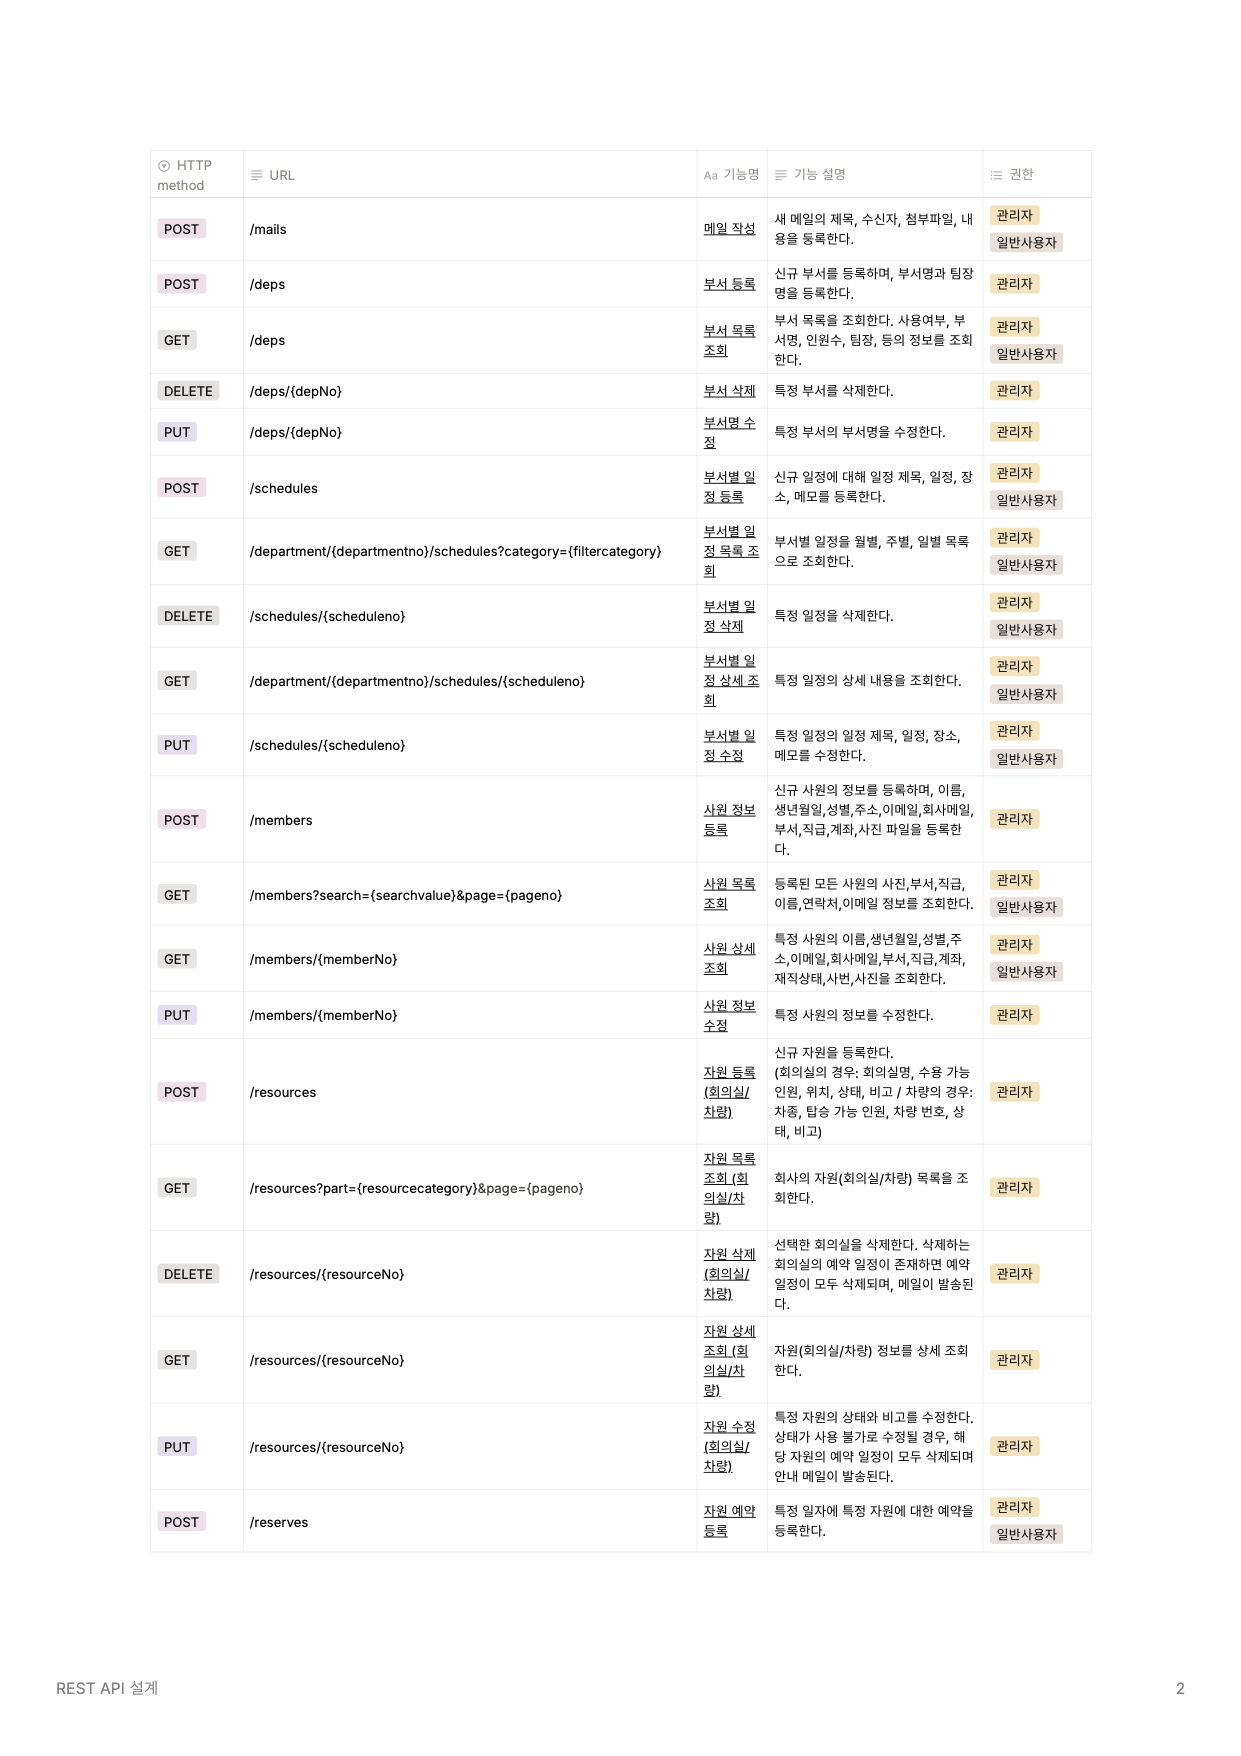 HTTP method
URL
Aa 기능명
기능 설명
권한
POST
/mails
메일 작성
새 메일의 제목, 수신자, 첨부파일, 내
용을 등록한다.
관리자
일반사용자
POST
/deps
부서 등록
신규 부서를 등록하며, 부서명과 팀장
명을 등록한다.
관리자
GET
/deps
부서 목록
조회
부서 목록을 조회한다. 사용여부, 부
서명, 인원수, 팀장, 등의 정보를 조회
한다.
관리자
일반사용자
DELETE
/deps/{depNo}
부서 삭제
특정 부서를 삭제한다.
관리자
PUT
/deps/{depNo}
부서명 수
정
특정 부서의 부서명을 수정한다.
관리자
POST
/schedules
부서별 일
정 등록
신규 일정에 대해 일정 제목, 일정, 장
소, 메모를 등록한다.
관리자
일반사용자
GET
/department/{departmentno}/schedules?category={filtercategory}
부서별 일
정 목록 조
회
부서별 일정을 월별, 주별, 일별 목록
으로 조회한다.
관리자
일반사용자
DELETE
/schedules/{scheduleno}
부서별 일
정 삭제
특정 일정을 삭제한다.
관리자
일반사용자
GET
/department/{departmentno}/schedules/{scheduleno}
부서별 일
정 상세 조
회
특정 일정의 상세 내용을 조회한다.
관리자
일반사용자
PUT
/schedules/{scheduleno}
부서별 일
정 수정
특정 일정의 일정 제목, 일정, 장소,
메모를 수정한다.
관리자
일반사용자
POST
/members
사원 정보
등록
신규 사원의 정보를 등록하며, 이름,
생년월일,성별,주소,이메일,회사메일,
부서,직급,계좌,사진 파일을 등록한
다.
관리자
GET
/members?search={searchvalue}&page={pageno}
사원 목록
조회
등록된 모든 사원의 사진,부서,직급,
이름,연락처,이메일 정보를 조회한다.
관리자
일반사용자
GET
/members/{memberNo}
사원 상세
조회
특정 사원의 이름,생년월일,성별,주
소,이메일,회사메일,부서,직급,계좌,
재직상태,사번,사진을 조회한다.
관리자
일반사용자
PUT
/members/{memberNo}
사원 정보
수정
특정 사원의 정보를 수정한다.
관리자
POST
/resources
자원 등록
(회의실/
차량)
신규 자원을 등록한다.
(회의실의 경우: 회의실명, 수용 가능
인원, 위치, 상태, 비고 / 차량의 경우:
차종, 탑승 가능 인원, 차량 번호, 상
태, 비고)
관리자
GET
/resources?part={resourcecategory}&page={pageno}
자원 목록
조회 (회
의실/차
량)
회사의 자원(회의실/차량) 목록을 조
회한다.
관리자
DELETE
/resources/{resourceNo}
자원 삭제
(회의실/
차량)
선택한 회의실을 삭제한다. 삭제하는
회의실의 예약 일정이 존재하면 예약
일정이 모두 삭제되며, 메일이 발송된
다.
관리자
GET
/resources/{resourceNo}
자원 상세
조회 (회
의실/차
량)
자원(회의실/차량) 정보를 상세 조회
한다.
관리자
PUT
/resources/{resourceNo}
자원 수정
(회의실/
차량)
특정 자원의 상태와 비고를 수정한다.
상태가 사용 불가로 수정될 경우, 해
당 자원의 예약 일정이 모두 삭제되며
안내 메일이 발송된다.
관리자
POST
/reserves
자원 예약
등록
특정 일자에 특정 자원에 대한 예약을
등록한다.
관리자
일반사용자
REST API 설계
2